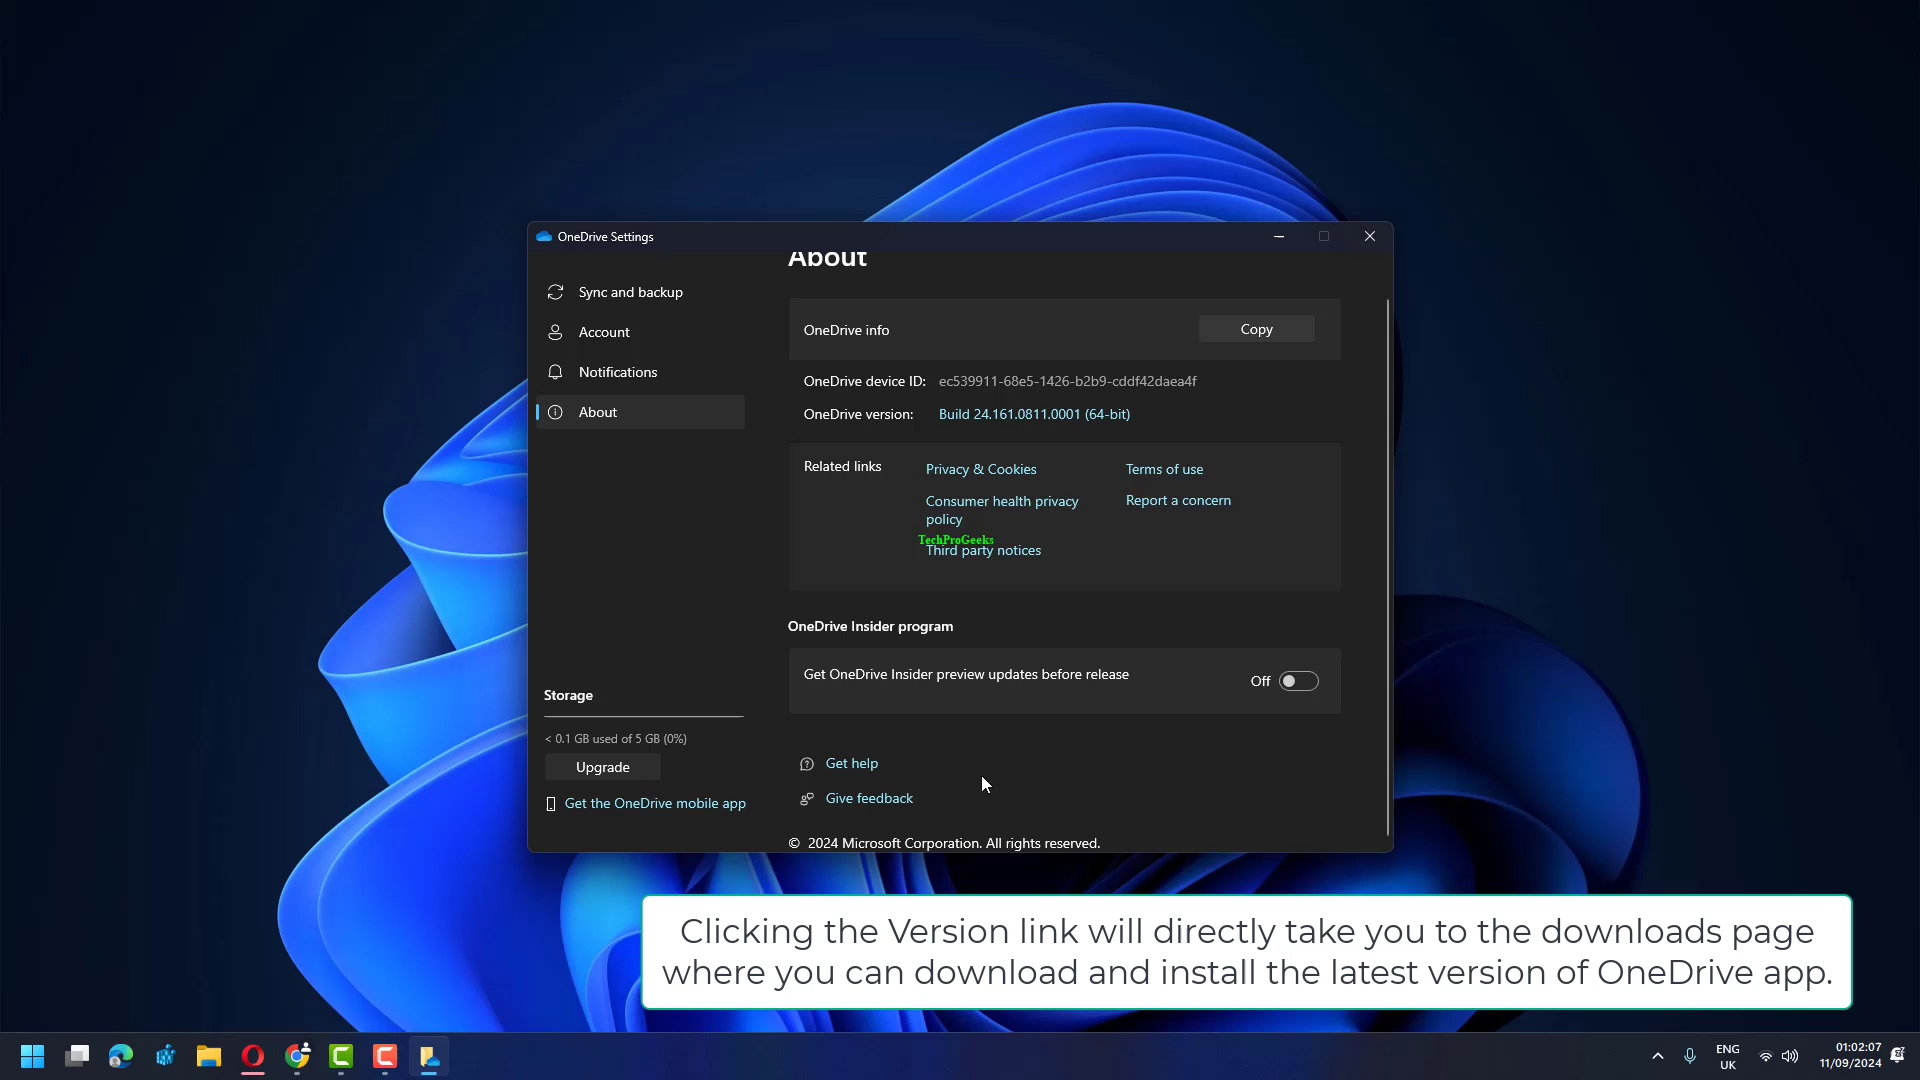 OneDrive Settings
About
Sync and backup
Account
Notifications
About
OneDrive info
Copy
OneDrive device ID: ec539911-68e5-1426-b2b9-cddf42daea4f
OneDrive version: Build 24.161.0811.0001 (64-bit)
Related links
Privacy & Cookies
Terms of use
Consumer health privacy
policy
Report a concern
TechProGeeks
Third party notices
OneDrive Insider program
Get OneDrive Insider preview updates before release
Off
Storage
< 0.1 GB used of 5 GB (0%)
Upgrade
Get the OneDrive mobile app
Get help
Give feedback
© 2024 Microsoft Corporation. All rights reserved.
Clicking the Version link will directly take you to the downloads page
where you can download and install the latest version of OneDrive app.
ENG
UK
01:02:07
11/09/2024